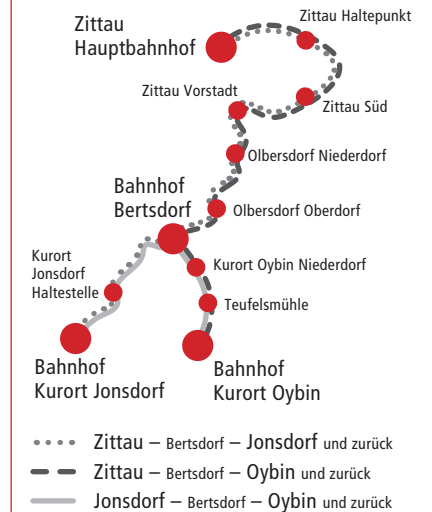 Zittau
Hauptbahnhof
Zittau Haltepunkt
Zittau Vorstadt
Zittau Süd
Olbersdorf Niederdorf
Bahnhof
Bertsdorf
Olbersdorf Oberdorf
Kurort
Jonsdorf
Haltestelle
Kurort Oybin Niederdorf
Teufelsmühle
Bahnhof
Kurort Jonsdorf
Bahnhof
Kurort Oybin
Zittau – Bertsdorf – Jonsdorf und zurück
Zittau – Bertsdorf – Oybin und zurück
Jonsdorf – Bertsdorf – Oybin und zurück